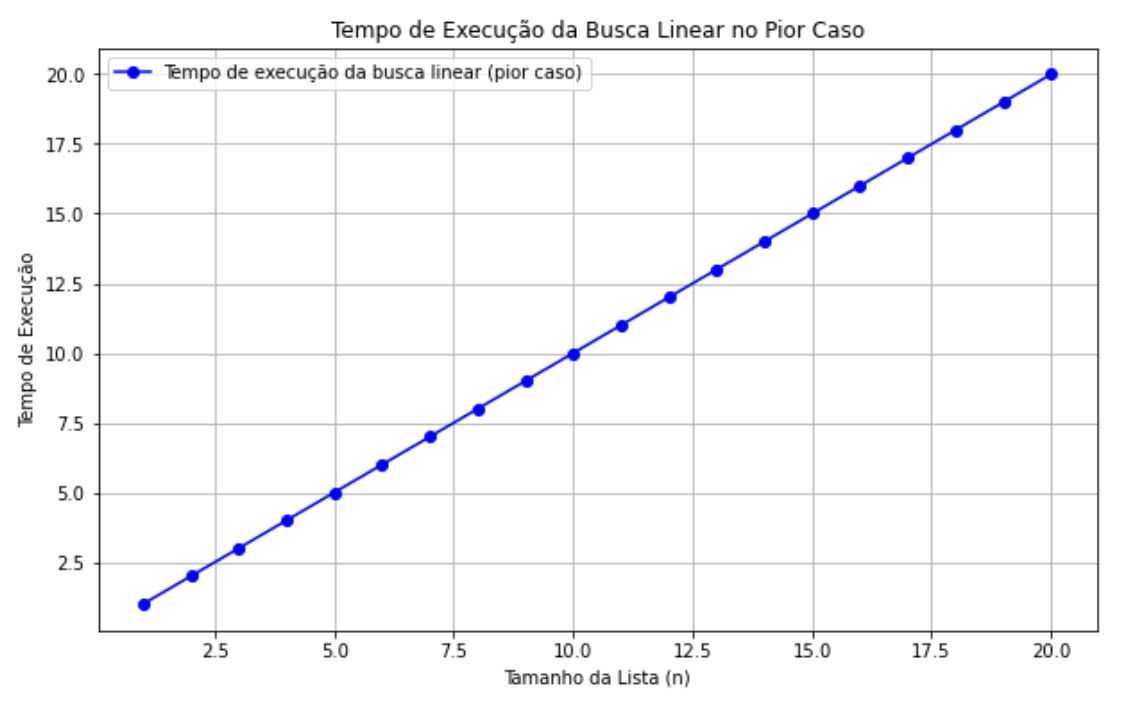 Tempo de Execução da Busca Linear no Pior Caso
Tempo de execução da busca linear (pior caso)
20.0
17.5
15.0
12.5
10.0
7.5
5.0
2.5
Tempo de Execução
2.5 5.0 7.5 10.0 12.5 15.0 17.5 20.0
Tamanho da Lista (n)